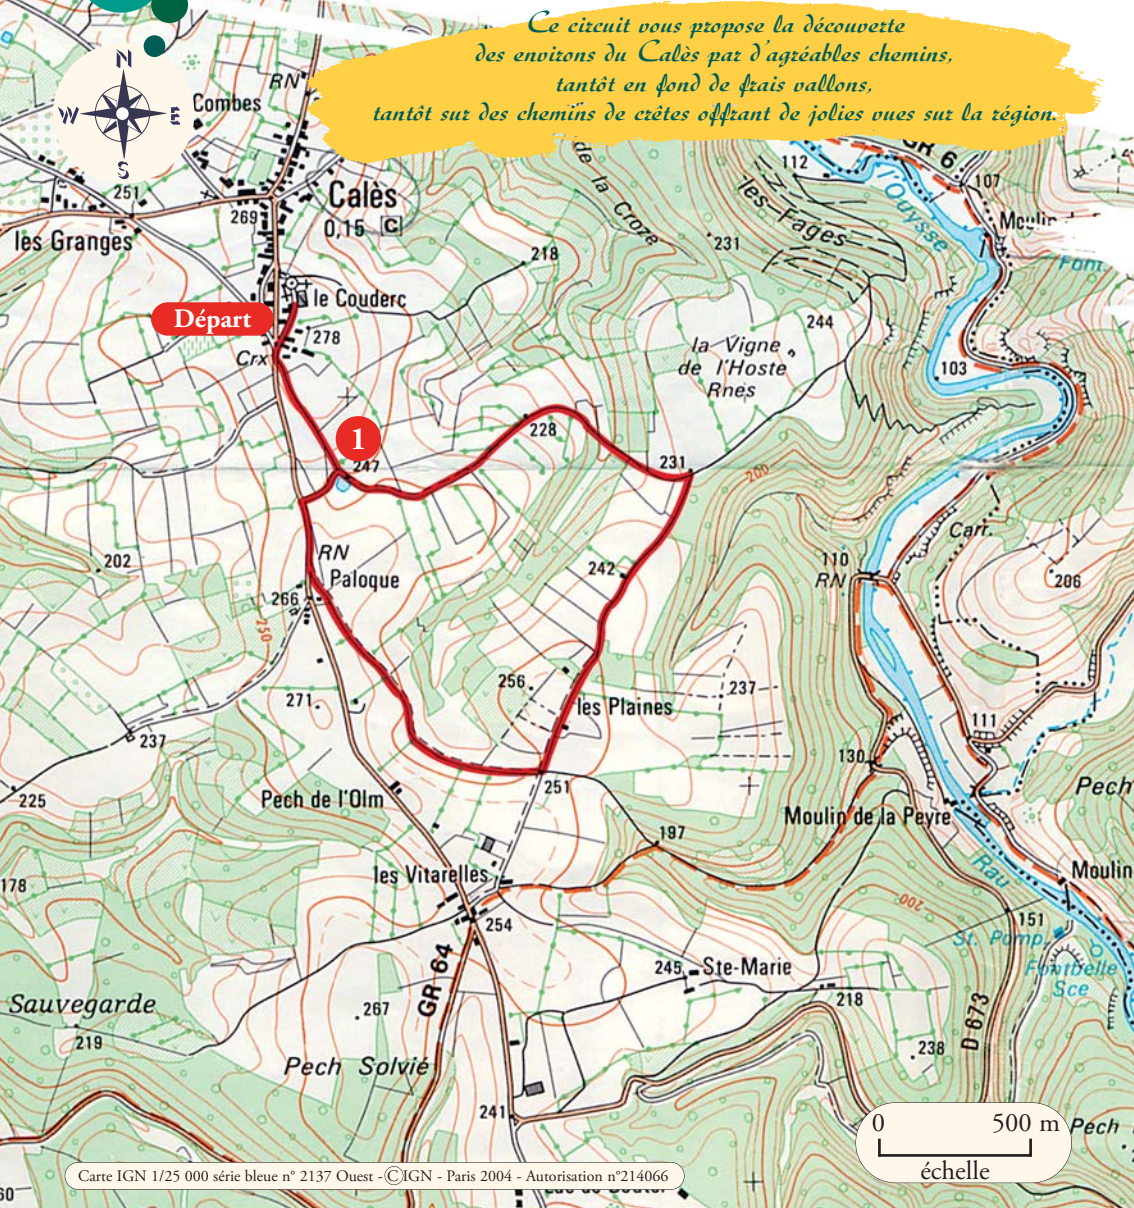 Ce circuit vous propose la découverte
des environs du Calès par d'agréables chemins,
tantôt en fond de frais vallons,
tantôt sur des chemins de crêtes offrant de jolies vues sur la région.
N
W
E
S
RN
Combes
251
269
Calès
0,15 C
les Granges
de la Croze
112
les Fages
l'Ouysse
GR 6
107
Moulin
Font.
231
218
le Couderc
Départ
278
Crx
244
la Vigne
de l'Hoste
Rnes
103
1
247
228
231
200
Carr.
202
RN
Paloque
266
250
242
110
RN
206
256
271
les Plaines
237
237
111
130
225
Pech de l'Olm
251
Moulin de la Peyre
Pech
197
178
les Vitarelles
Rau
Moulin
254
200
151
St. Pomp.
Fontbelle
Sce
GR 64
245
Ste-Marie
218
Sauvegarde
267
219
D 673
238
Pech Solvié
241
0 500 m
échelle
Pech
Carte IGN 1/25 000 série bleue n° 2137 Ouest - ©IGN - Paris 2004 - Autorisation n°214066